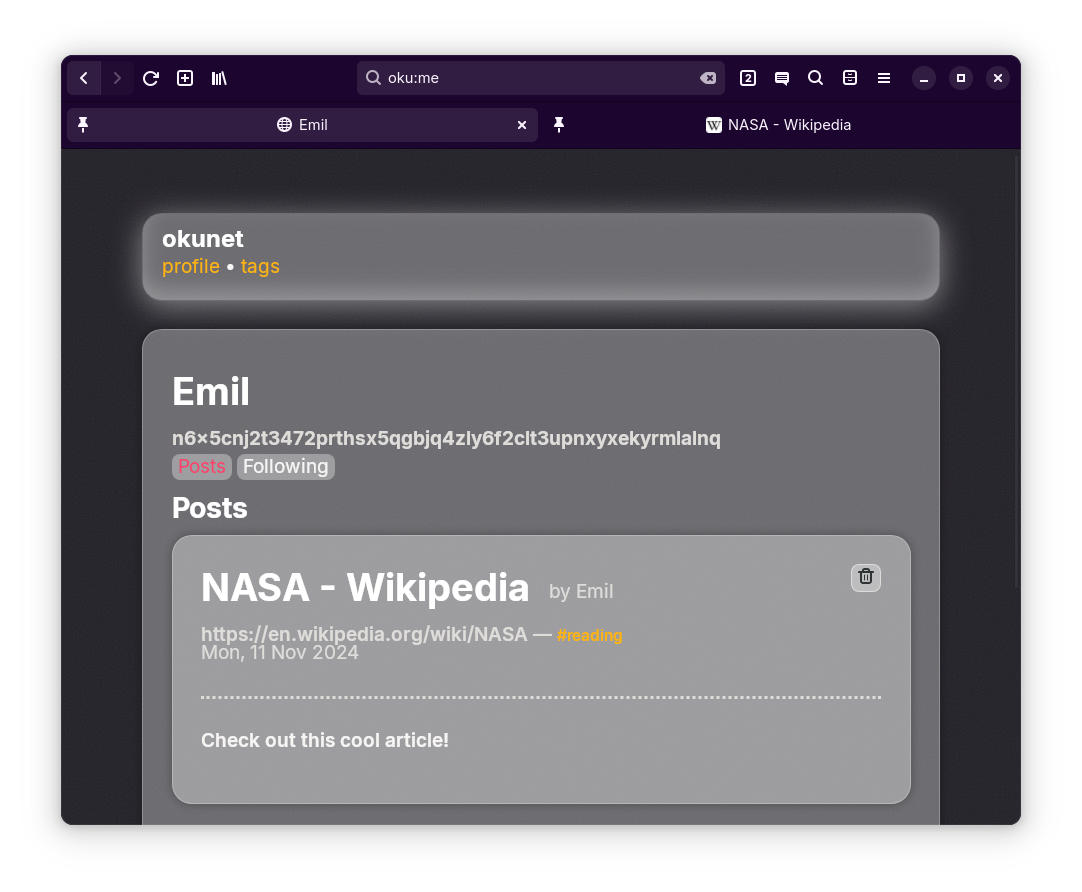 oku:me
2
Emil
W NASA - Wikipedia
okunet
profile • tags
Emil
n6×5cnj2t3472prthsx5qgbjq4zly6f2clt3upnxyxekyrmlalnq
Posts Following
Posts
NASA - Wikipedia by Emil
https://en.wikipedia.org/wiki/NASA — #reading
Mon, 11 Nov 2024
Check out this cool article!